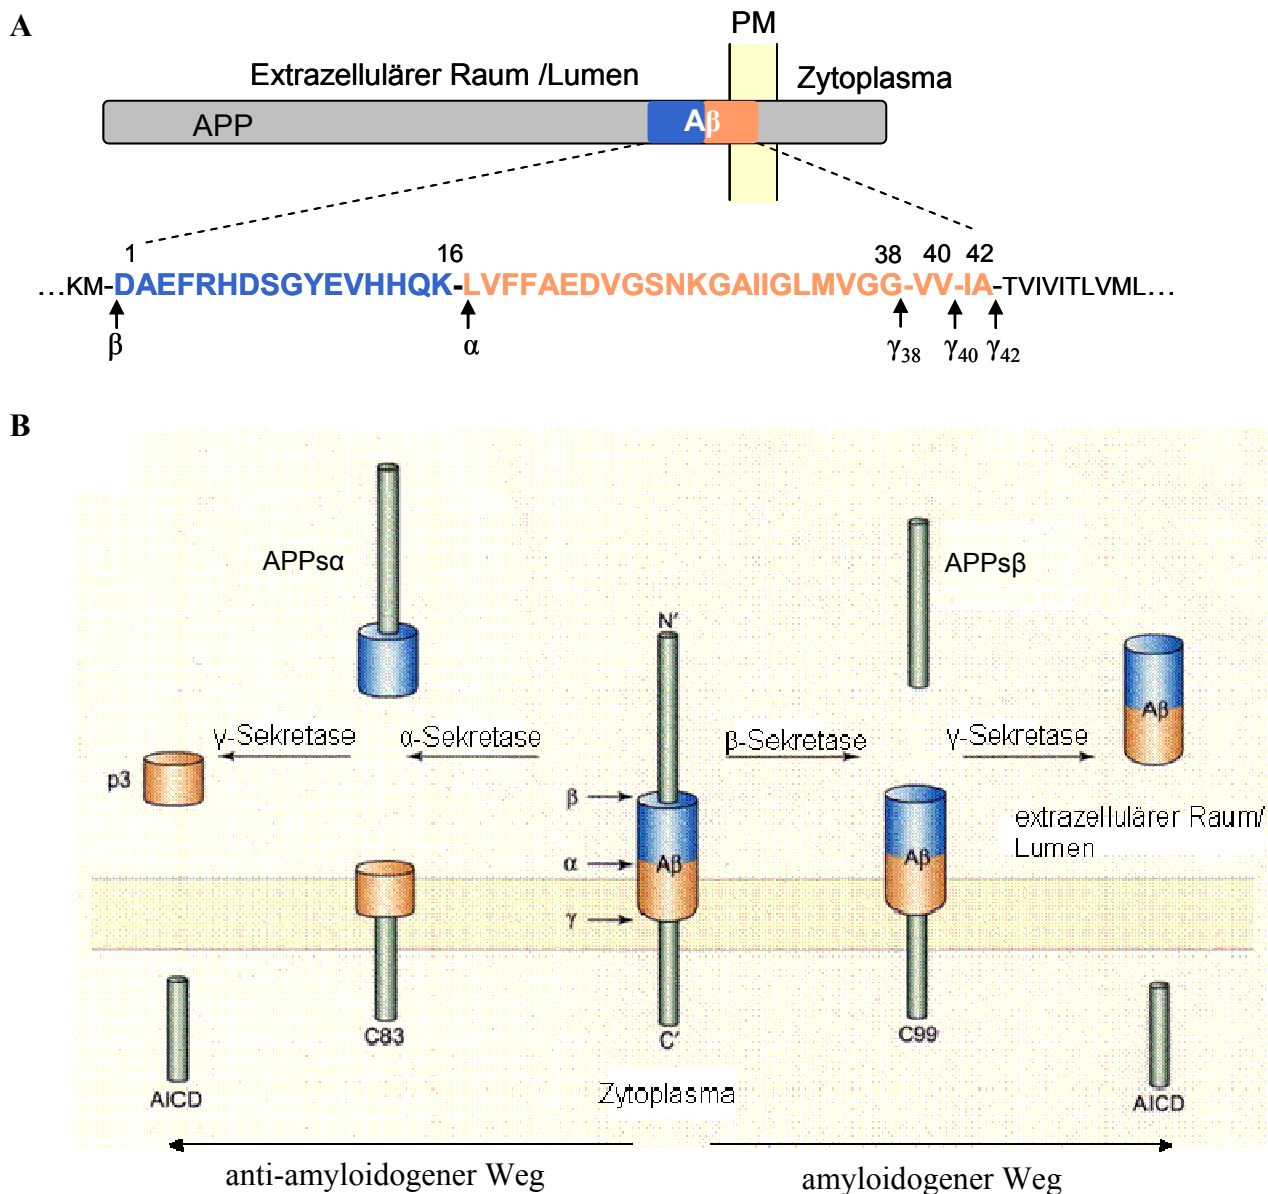 A
PM
Extrazellulärer Raum /Lumen
Zytoplasma
APP
Aβ
1 16 38 40 42
...KM-DAEFRHDSGYEVHHQK-LVFFAEDVGSNKGAIIGLMVGG-VV-IA-TVIVITLVML...
β α γ38 γ40 γ42
B
APPsα
APPsβ
N'
Aβ
γ-Sekretase
α-Sekretase
β-Sekretase
γ-Sekretase
p3
β
extrazellulärer Raum/
Lumen
α
Aβ
Aβ
γ
C83
C'
C99
Zytoplasma
AICD
AICD
anti-amyloidogener Weg
amyloidogener Weg